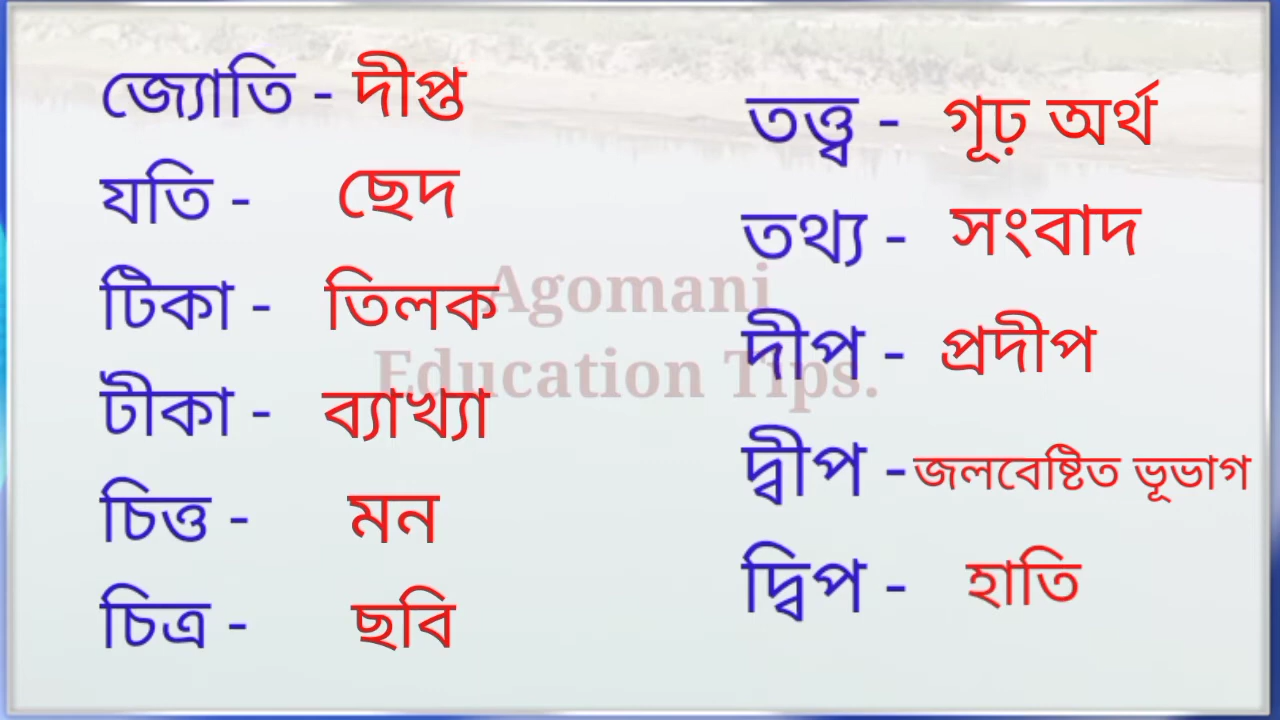 জ্যোতি - দীপ্ত
যতি - ছেদ
টিকা - তিলক
টীকা - ব্যাখ্যা
চিত্ত - মন
চিত্র - ছবি
তত্ত্ব - গূঢ় অর্থ
তথ্য - সংবাদ
দীপ - প্রদীপ
দ্বীপ - জলবেষ্টিত ভূভাগ
দ্বিপ - হাতি
Agomani
Education Tips.